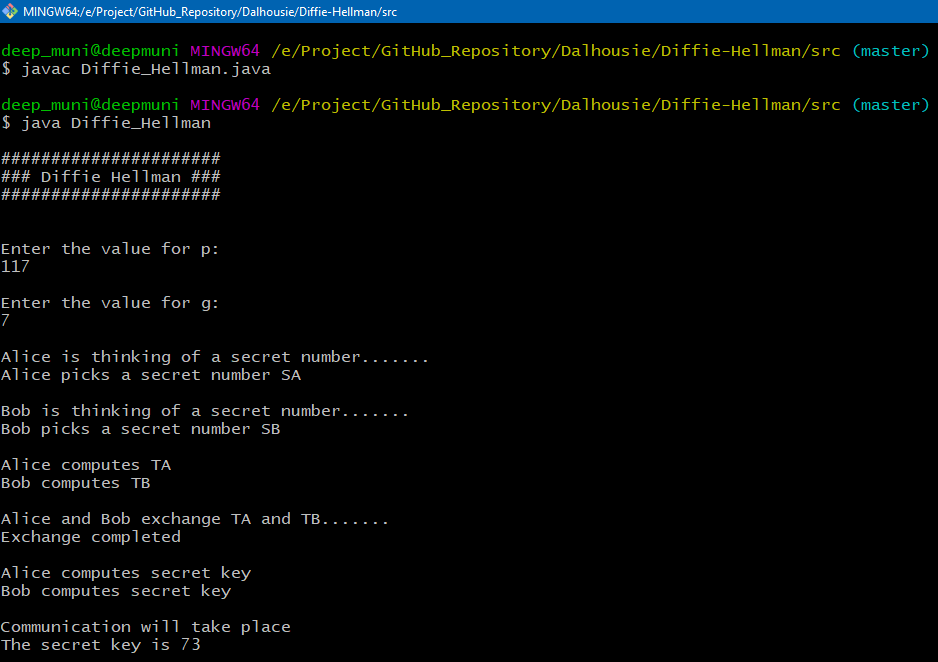 MINGW64:/e/Project/GitHub_Repository/Dalhousie/Diffie-Hellman/src
deep_muni@deepmuni MINGW64 /e/Project/GitHub_Repository/Dalhousie/Diffie-Hellman/src (master)
$ javac Diffie_Hellman.java
deep_muni@deepmuni MINGW64 /e/Project/GitHub_Repository/Dalhousie/Diffie-Hellman/src (master)
$ java Diffie_Hellman
######################
### Diffie Hellman ###
######################
Enter the value for p:
117
Enter the value for g:
7
Alice is thinking of a secret number.......
Alice picks a secret number SA
Bob is thinking of a secret number.......
Bob picks a secret number SB
Alice computes TA
Bob computes TB
Alice and Bob exchange TA and TB.......
Exchange completed
Alice computes secret key
Bob computes secret key
Communication will take place
The secret key is 73